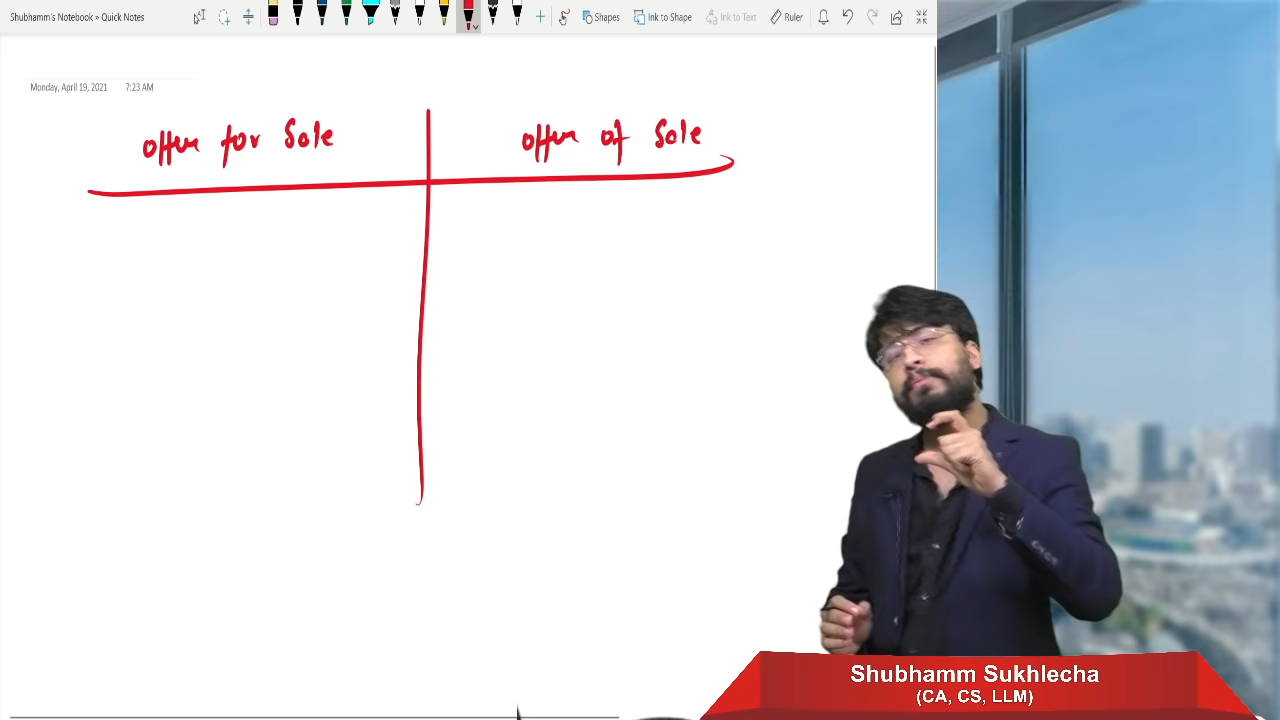 Shubhamm's Notebook » Quick Notes
Shapes
Ink to Shape
Ink to Text
Ruler
Monday, April 19, 2021 7:23 AM
Offer for Sale
Offer of Sale
Shubhamm Sukhlecha
(CA, CS, LLM)